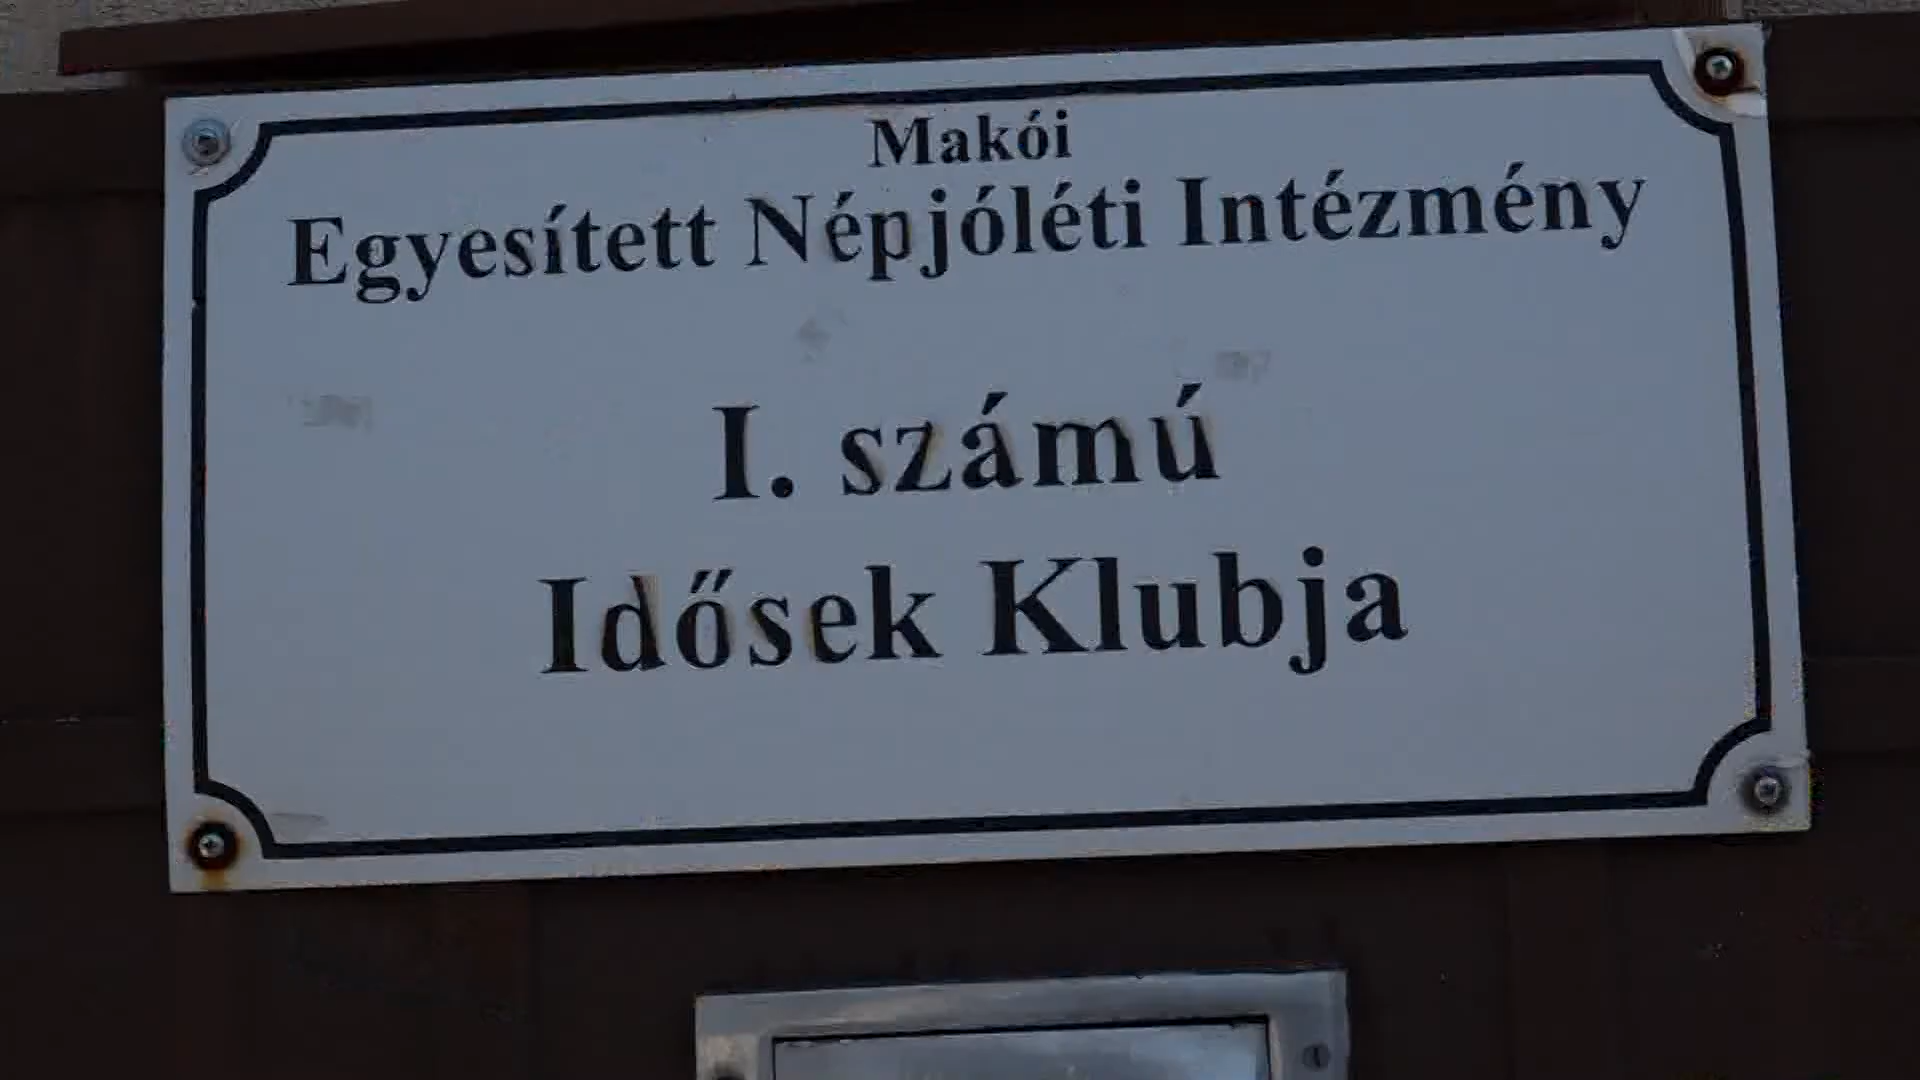 Makói
Egyesített Népjóléti Intézmény
I. számú
Idősek Klubja